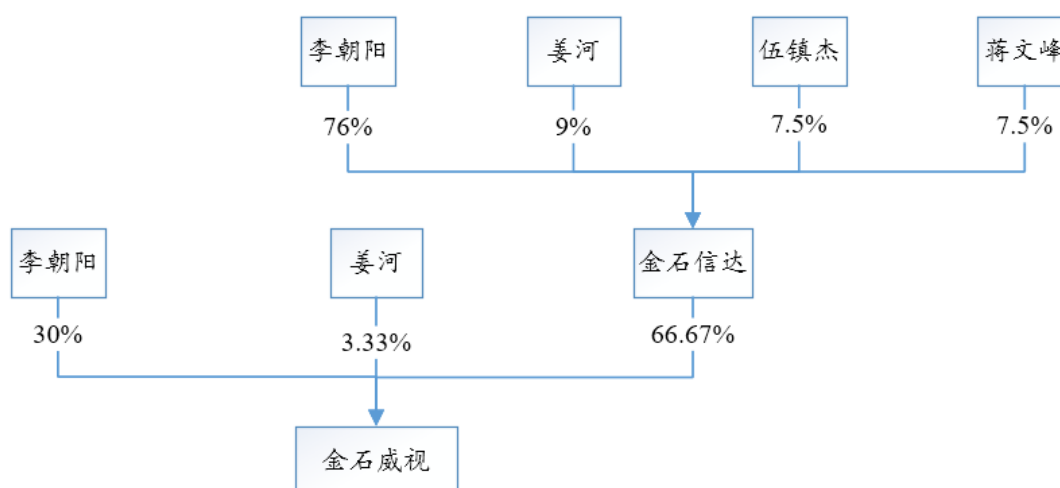 李朝阳 姜河 伍镇杰 蒋文峰
76% 9% 7.5% 7.5%
李朝阳 姜河 金石信达
30% 3.33% 66.67%
金石威视